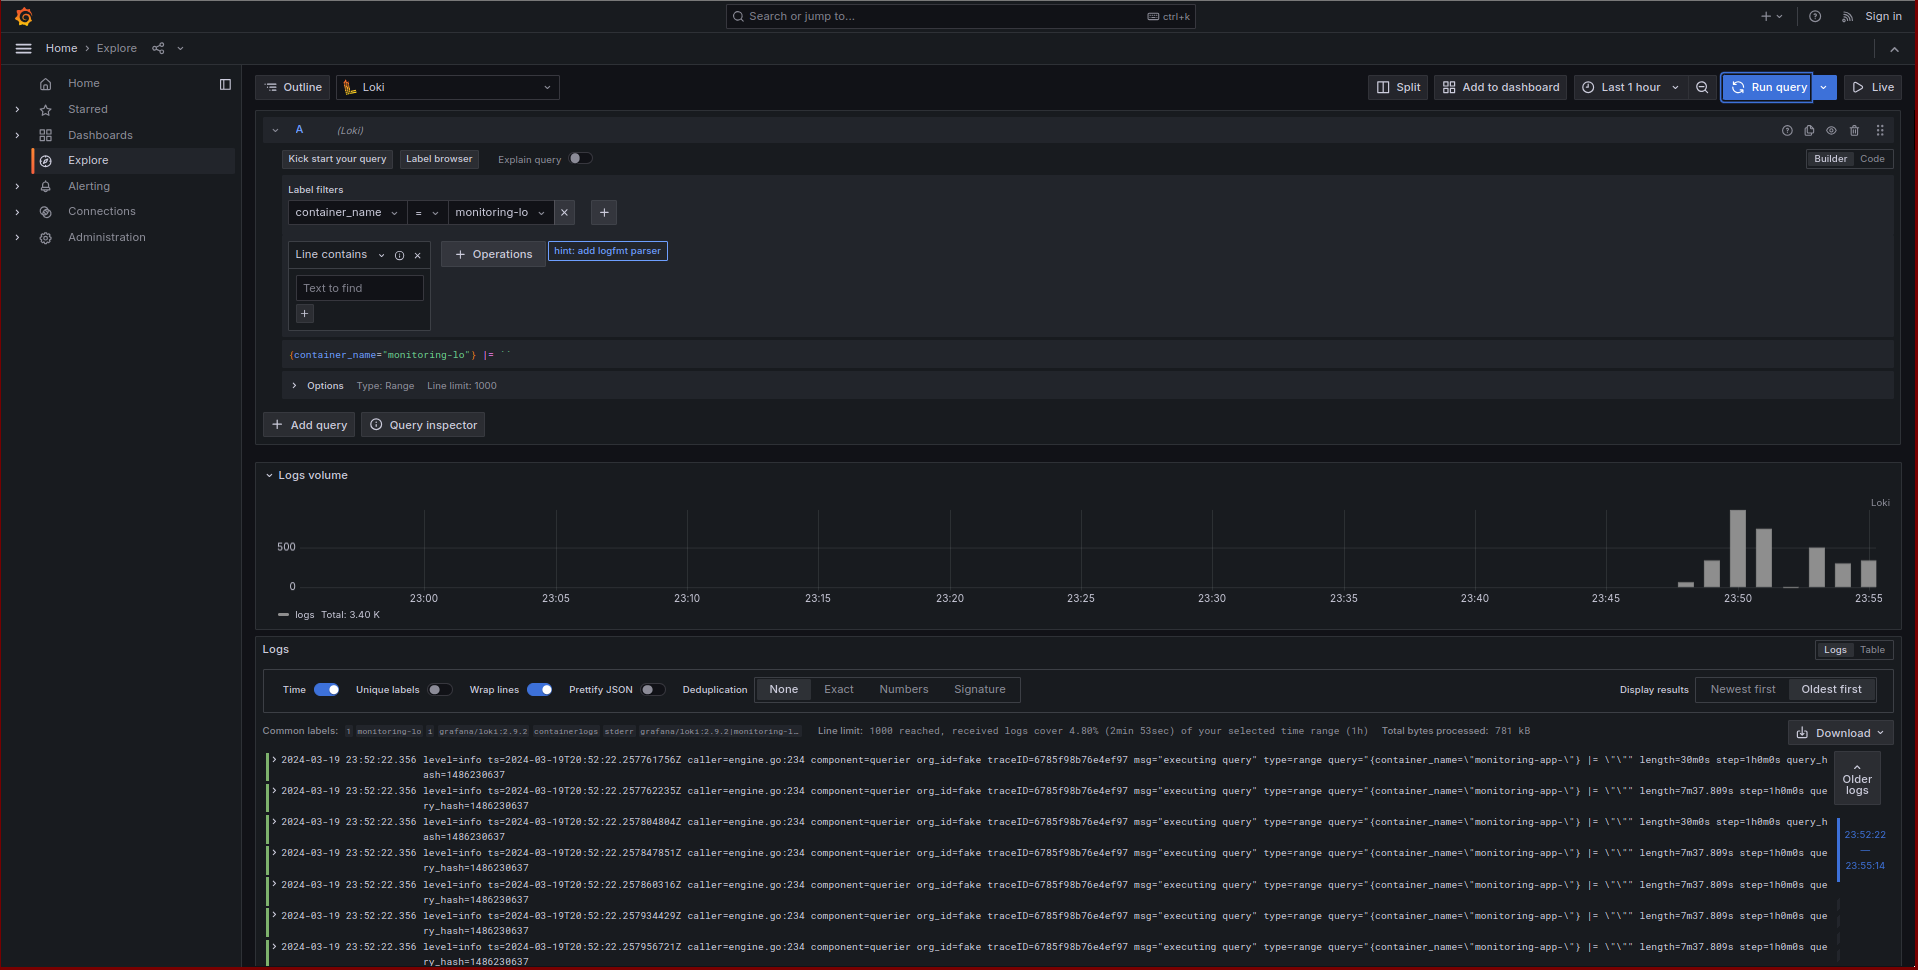 Search or jump to...
ctrl+k
Sign in
Home › Explore
Home
Starred
Dashboards
Explore
Alerting
Connections
Administration
Outline
Loki
Split
Add to dashboard
Last 1 hour
Run query
Live
A (Loki)
Kick start your query
Label browser
Explain query
Builder
Code
Label filters
container_name
=
monitoring-lo
Line contains
Operations
hint: add logfmt parser
Text to find
{container_name="monitoring-lo"} |= ``
Options Type: Range Line limit: 1000
Add query
Query inspector
Logs volume
Loki
500
0
23:00 23:05 23:10 23:15 23:20 23:25 23:30 23:35 23:40 23:45 23:50 23:55
logs Total: 3.40 K
Logs
Logs
Table
Time
Unique labels
Wrap lines
Prettify JSON
Deduplication
None
Exact
Numbers
Signature
Display results
Newest first
Oldest first
Common labels: 1 monitoring-lo i grafana/loki:2.9.2 containerlogs stderr grafana/loki:2.9.2|monitoring-l… Line limit: 1000 reached, received logs cover 4.80% (2min 53sec) of your selected time range (1h) Total bytes processed: 781 kB
Download
2024-03-19 23:52:22.356 level=info ts=2024-03-19T20:52:22.257761756Z caller=engine.go:234 component=querier org_id=fake traceID=6785f98b76e4ef97 msg="executing query" type=range query="{container_name=\"monitoring-app-\"} |= \"\"" length=30m0s step=1h0m0s query_h
ash=1486230637
2024-03-19 23:52:22.356 level=info ts=2024-03-19T20:52:22.257762235Z caller=engine.go:234 component=querier org_id=fake traceID=6785f98b76e4ef97 msg="executing query" type=range query="{container_name=\"monitoring-app-\"} |= \"\"" length=7m37.809s step=1h0m0s que
ry_hash=1486230637
2024-03-19 23:52:22.356 level=info ts=2024-03-19T20:52:22.257804804Z caller=engine.go:234 component=querier org_id=fake traceID=6785f98b76e4ef97 msg="executing query" type=range query="{container_name=\"monitoring-app-\"} |= \"\"" length=30m0s step=1h0m0s query_h
ash=1486230637
2024-03-19 23:52:22.356 level=info ts=2024-03-19T20:52:22.257847851Z caller=engine.go:234 component=querier org_id=fake traceID=6785f98b76e4ef97 msg="executing query" type=range query="{container_name=\"monitoring-app-\"} |= \"\"" length=7m37.809s step=1h0m0s que
ry_hash=1486230637
2024-03-19 23:52:22.356 level=info ts=2024-03-19T20:52:22.257860316Z caller=engine.go:234 component=querier org_id=fake traceID=6785f98b76e4ef97 msg="executing query" type=range query="{container_name=\"monitoring-app-\"} |= \"\"" length=7m37.809s step=1h0m0s que
ry_hash=1486230637
2024-03-19 23:52:22.356 level=info ts=2024-03-19T20:52:22.257934429Z caller=engine.go:234 component=querier org_id=fake traceID=6785f98b76e4ef97 msg="executing query" type=range query="{container_name=\"monitoring-app-\"} |= \"\"" length=7m37.809s step=1h0m0s que
ry_hash=1486230637
2024-03-19 23:52:22.356 level=info ts=2024-03-19T20:52:22.257956721Z caller=engine.go:234 component=querier org_id=fake traceID=6785f98b76e4ef97 msg="executing query" type=range query="{container_name=\"monitoring-app-\"} |= \"\"" length=7m37.809s step=1h0m0s que
ry_hash=1486230637
Older
logs
23:52:22
—
23:55:14